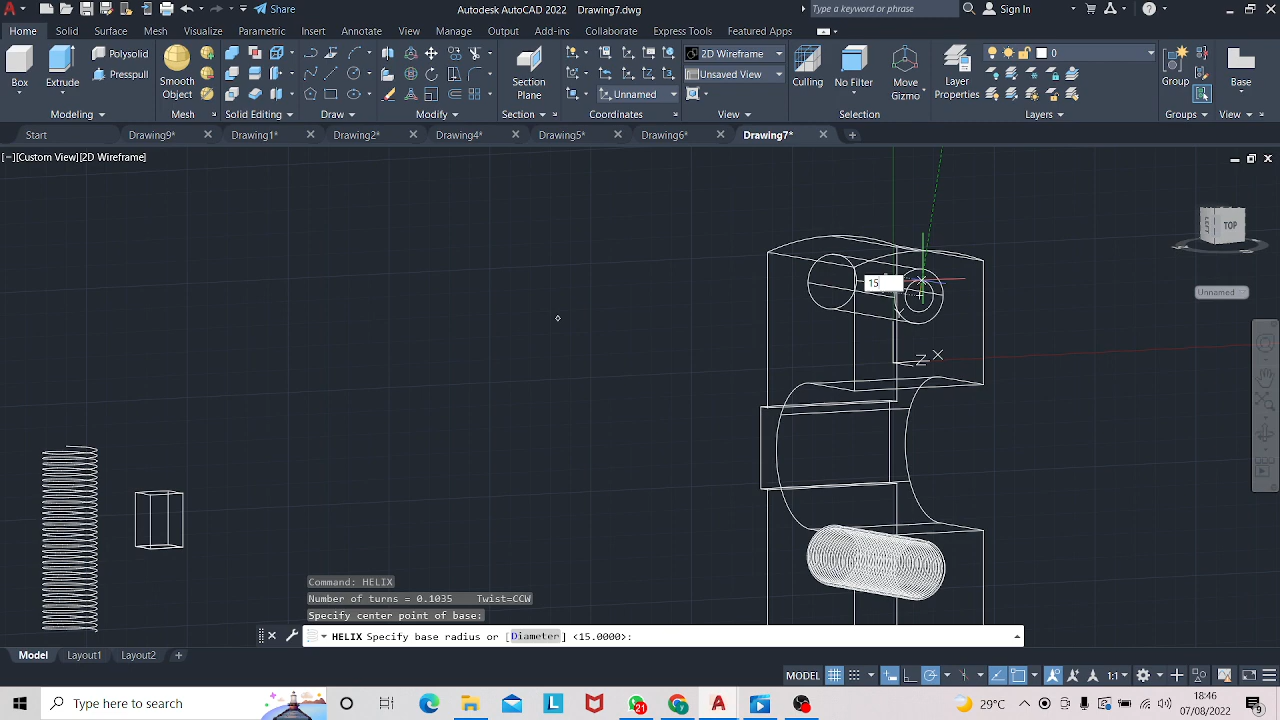 Share
Autodesk AutoCAD 2022 Drawing7.dwg
Type a keyword or phrase
Sign In
Home Solid Surface Mesh Visualize Parametric Insert Annotate View Manage Output Add-ins Collaborate Express Tools Featured Apps
Box
Extrude
Polysolid
Presspull
Smooth
Object
Section
Plane
2D Wireframe
Unsaved View
Unnamed
Culling
No Filter
Move
Gizmo
Layer
Properties
0
Group
Base
Modeling Mesh Solid Editing Draw Modify Section Coordinates View Selection Layers Groups View
Start Drawing9* Drawing1* Drawing2* Drawing4* Drawing5* Drawing6* Drawing7*
[−][Custom View][2D Wireframe]
LEFT
TOP
Unnamed
15
Y
Z
X
Command: HELIX
Number of turns = 0.1035 Twist=CCW
Specify center point of base:
HELIX Specify base radius or [Diameter] <15.0000>:
Model Layout1 Layout2 +
MODEL
1:1
Type here to search
L
21
A
29°C
18:46
07/08/2022